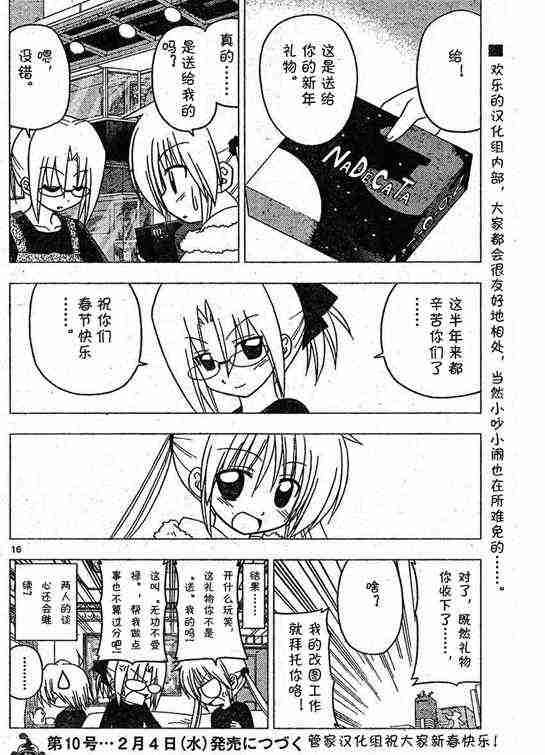 给！
这是送给
你的新年
礼物。
NADECATA
真的……
是送给我的
吗？
喂，
没错。
这半年来都
辛苦你们了
……
祝你们
春节快乐
……
16
对了，既然礼物
你收下了……，
我的改图工作
就拜托你咯！
啥？
结果……
开什么玩笑，
这礼物你不是
“送”我的吗！
这叫“无功不受
禄”，帮我做点
事也不算过分吧！
两人的谈
心还会继
续？
欢乐的汉化组内部，大家都会很友好地相处，当然小吵小闹也在所难免的……。
第10号…2月4日(水)発売につづく
管家汉化组祝大家新春快乐！